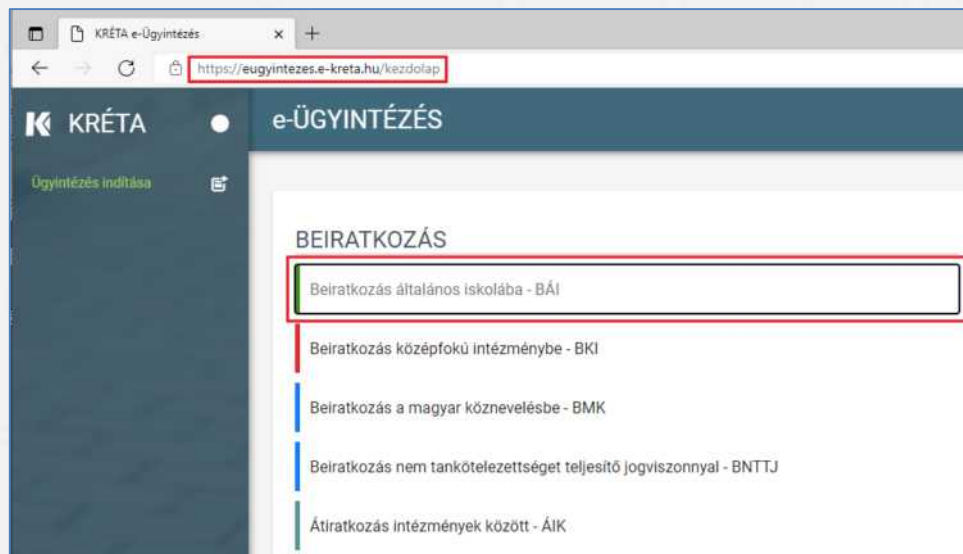 KRÉTA e-Ügyintézés
https://eugyintezes.e-kreta.hu/kezdolap
KRÉTA
e-ÜGYINTÉZÉS
Ügyintézés indítása
BEIRATKOZÁS
Beiratkozás általános iskolába - BÁI
Beiratkozás középfokú intézménybe - BKI
Beiratkozás a magyar köznevelésbe - BMK
Beiratkozás nem tankötelezettséget teljesítő jogviszonnyal - BNTTJ
Átiratkozás intézmények között - ÁIK